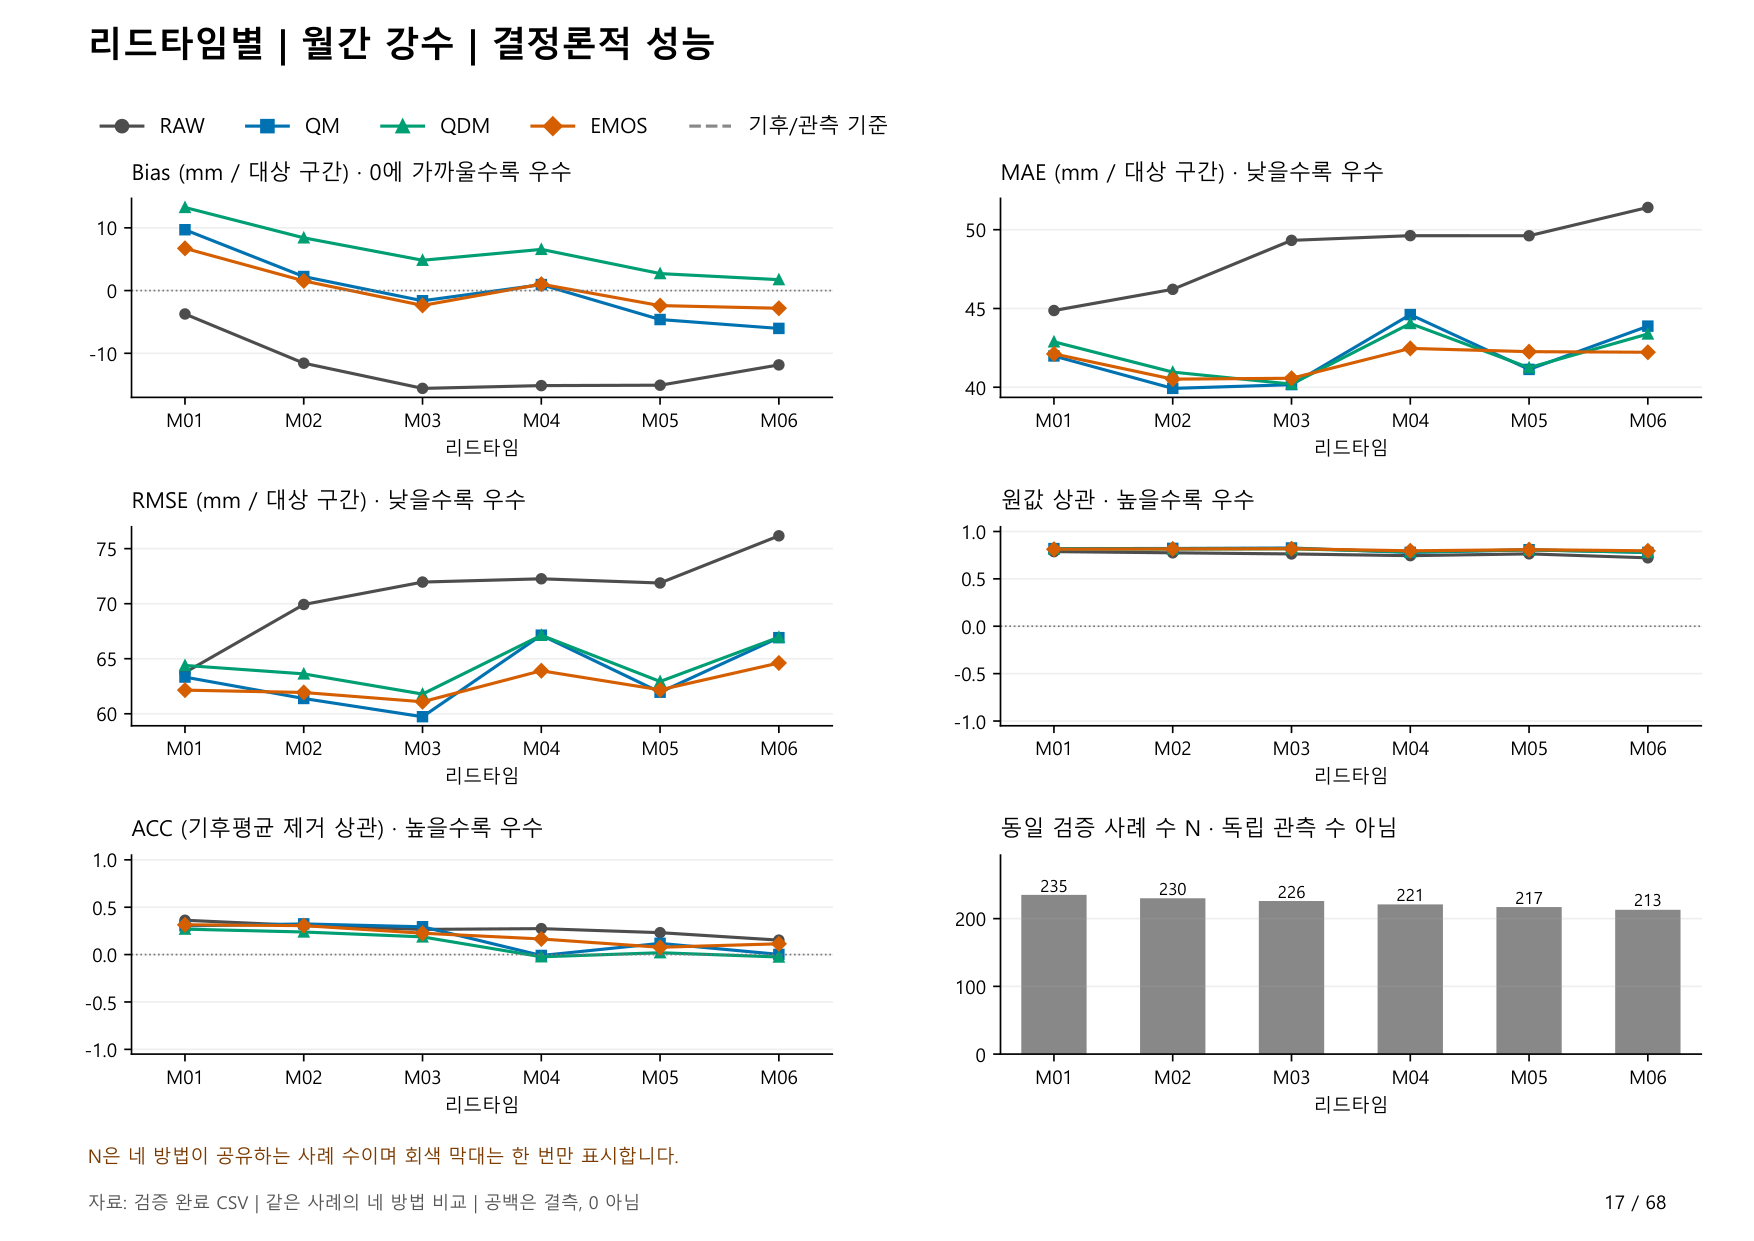 리드타임별 | 월간 강수 | 결정론적 성능
RAW QM QDM EMOS 기후/관측 기준
Bias (mm / 대상 구간) · 0에 가까울수록 우수
10
0
-10
M01 M02 M03 M04 M05 M06
리드타임
MAE (mm / 대상 구간) · 낮을수록 우수
50
45
40
M01 M02 M03 M04 M05 M06
리드타임
RMSE (mm / 대상 구간) · 낮을수록 우수
75
70
65
60
M01 M02 M03 M04 M05 M06
리드타임
원값 상관 · 높을수록 우수
1.0
0.5
0.0
-0.5
-1.0
M01 M02 M03 M04 M05 M06
리드타임
ACC (기후평균 제거 상관) · 높을수록 우수
1.0
0.5
0.0
-0.5
-1.0
M01 M02 M03 M04 M05 M06
리드타임
동일 검증 사례 수 N · 독립 관측 수 아님
235 230 226 221 217 213
200
100
0
M01 M02 M03 M04 M05 M06
리드타임
N은 네 방법이 공유하는 사례 수이며 회색 막대는 한 번만 표시합니다.
자료: 검증 완료 CSV | 같은 사례의 네 방법 비교 | 공백은 결측, 0 아님
17 / 68